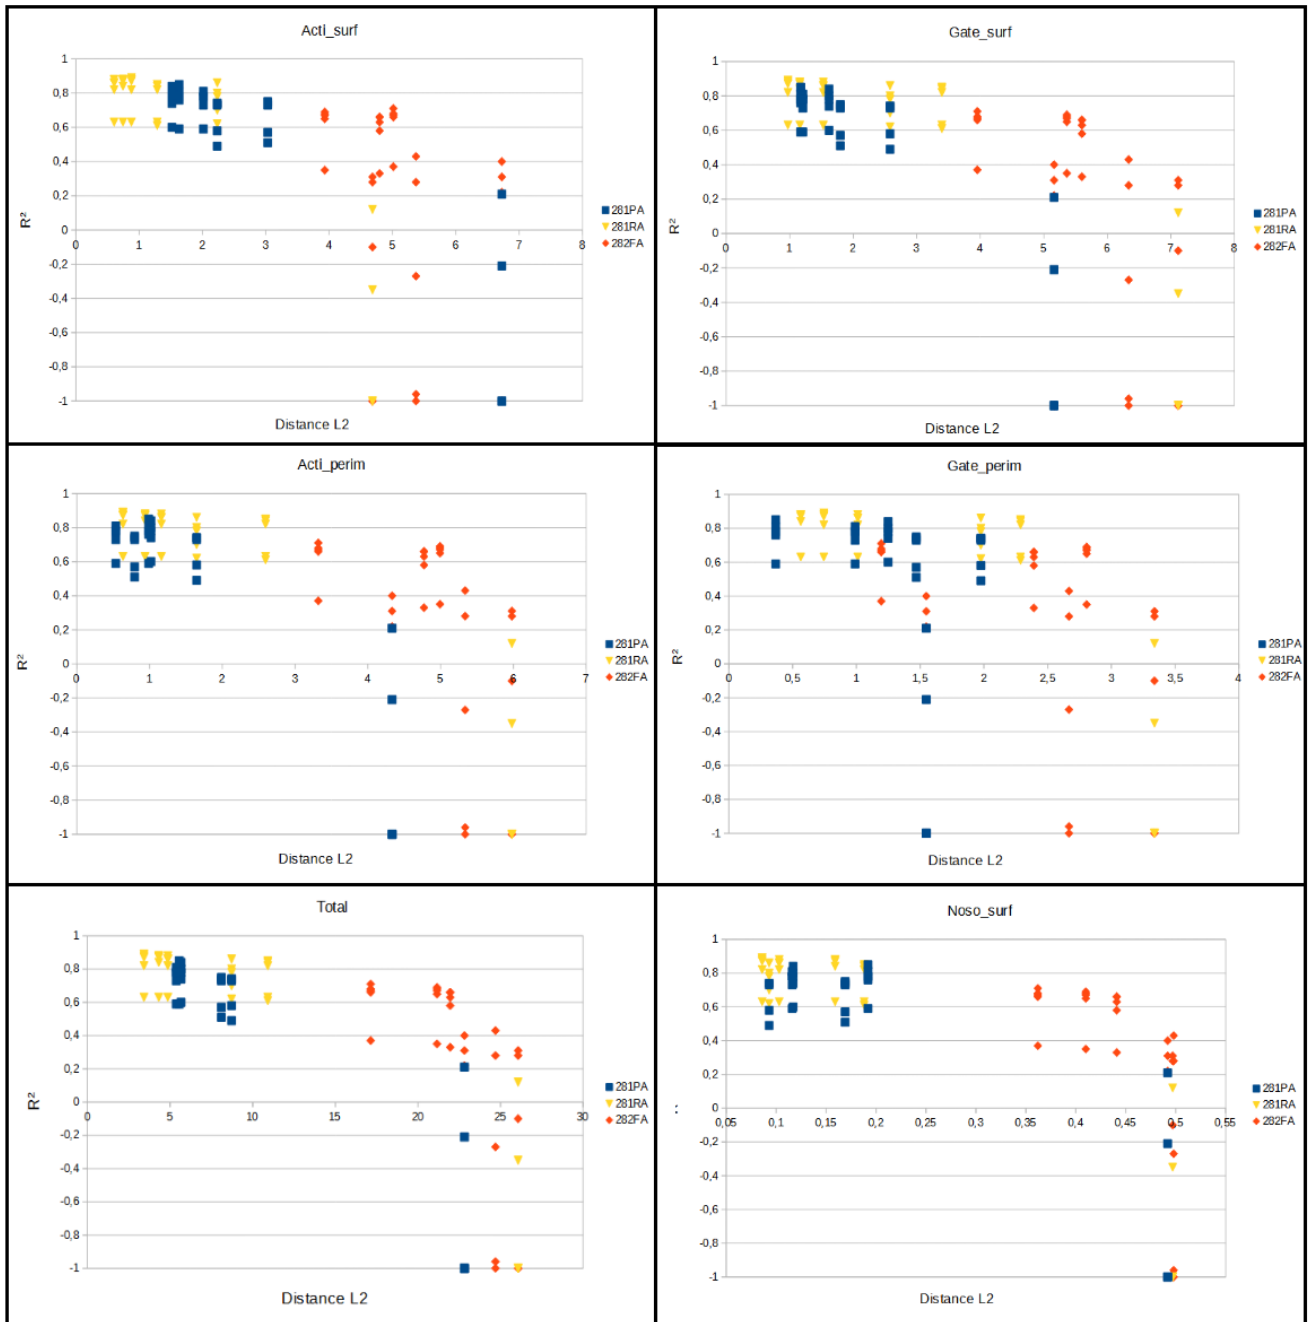 Acti_surf
1
0,8
0,6
0,4
0,2
0
-0,2
-0,4
-0,6
-0,8
-1
0 1 2 3 4 5 6 7 8
R²
Distance L2
281PA
281RA
282FA
Gate_surf
1
0,8
0,6
0,4
0,2
0
-0,2
-0,4
-0,6
-0,8
-1
0 1 2 3 4 5 6 7 8
R²
Distance L2
281PA
281RA
282FA
Acti_perim
1
0,8
0,6
0,4
0,2
0
-0,2
-0,4
-0,6
-0,8
-1
0 1 2 3 4 5 6 7
R²
Distance L2
281PA
281RA
282FA
Gate_perim
1
0,8
0,6
0,4
0,2
0
-0,2
-0,4
-0,6
-0,8
-1
0 0,5 1 1,5 2 2,5 3 3,5 4
R²
Distance L2
281PA
281RA
282FA
Total
1
0,8
0,6
0,4
0,2
0
-0,2
-0,4
-0,6
-0,8
-1
0 5 10 15 20 25 30
R²
Distance L2
281PA
281RA
282FA
Noso_surf
1
0,8
0,6
0,4
0,2
0
-0,2
-0,4
-0,6
-0,8
-1
0,05 0,1 0,15 0,2 0,25 0,3 0,35 0,4 0,45 0,5 0,55
Distance L2
281PA
281RA
282FA